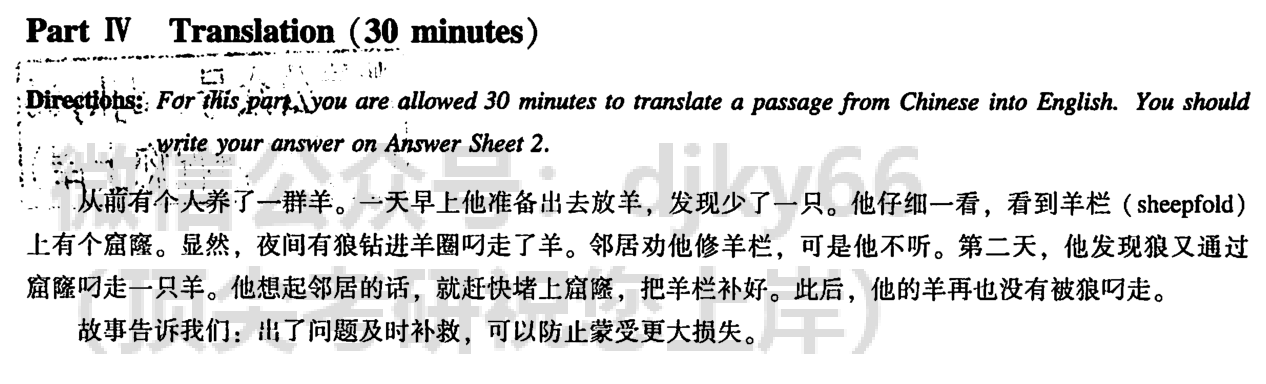 Part Ⅳ Translation (30 minutes)
Directions: For this part, you are allowed 30 minutes to translate a passage from Chinese into English. You should
write your answer on Answer Sheet 2.
从前有个人养了一群羊。一天早上他准备出去放羊，发现少了一只。他仔细一看，看到羊栏（sheepfold）
上有个窟窿。显然，夜间有狼钻进羊圈叼走了羊。邻居劝他修羊栏，可是他不听。第二天，他发现狼又通过
窟窿叼走一只羊。他想起邻居的话，就赶快堵上窟窿，把羊栏补好。此后，他的羊再也没有被狼叼走。
故事告诉我们：出了问题及时补救，可以防止蒙受更大损失。
微信公众号：djky66
(顶尖考研祝您上岸)